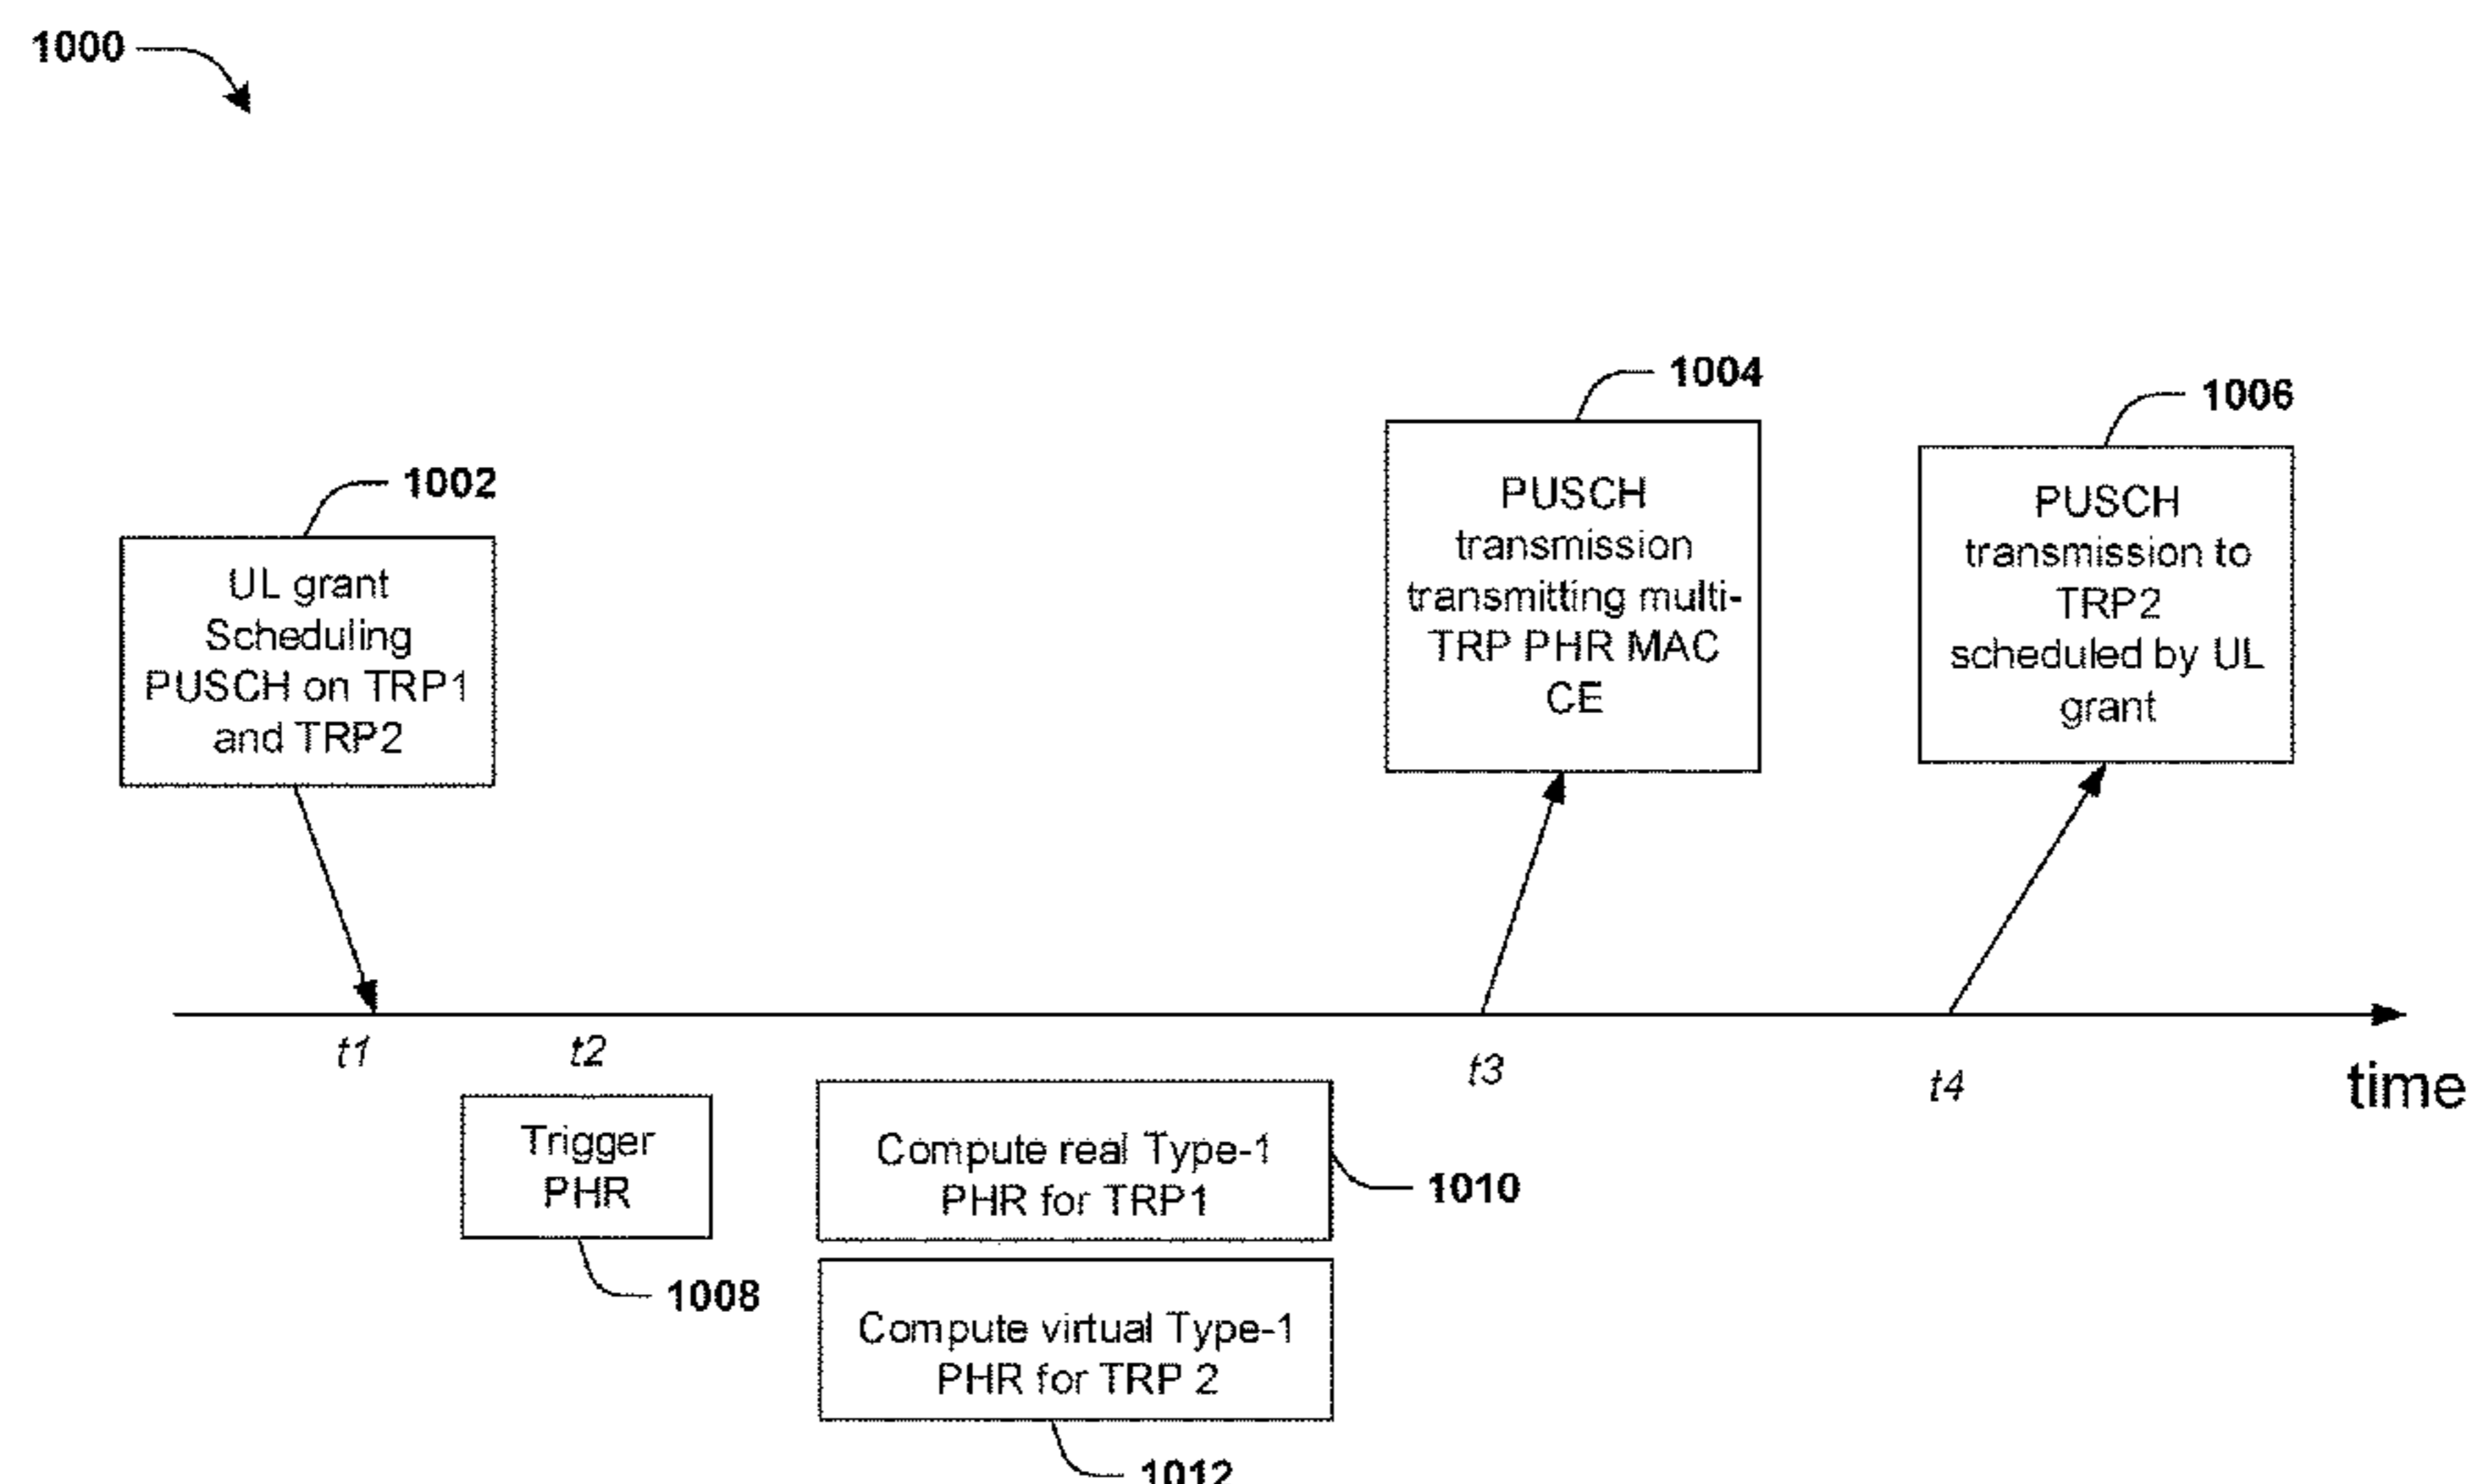 1000
1004
PUSCH
transmission
transmitting multi-
TRP PHR MAC
CE
1006
PUSCH
transmission to
TRP2
scheduled by UL
grant
1002
UL grant
Scheduling
PUSCH on TRP1
and TRP2
t1
t2
t3
t4
time
Trigger
PHR
1008
Compute real Type-1
PHR for TRP1
1010
Compute virtual Type-1
PHR for TRP 2
1012